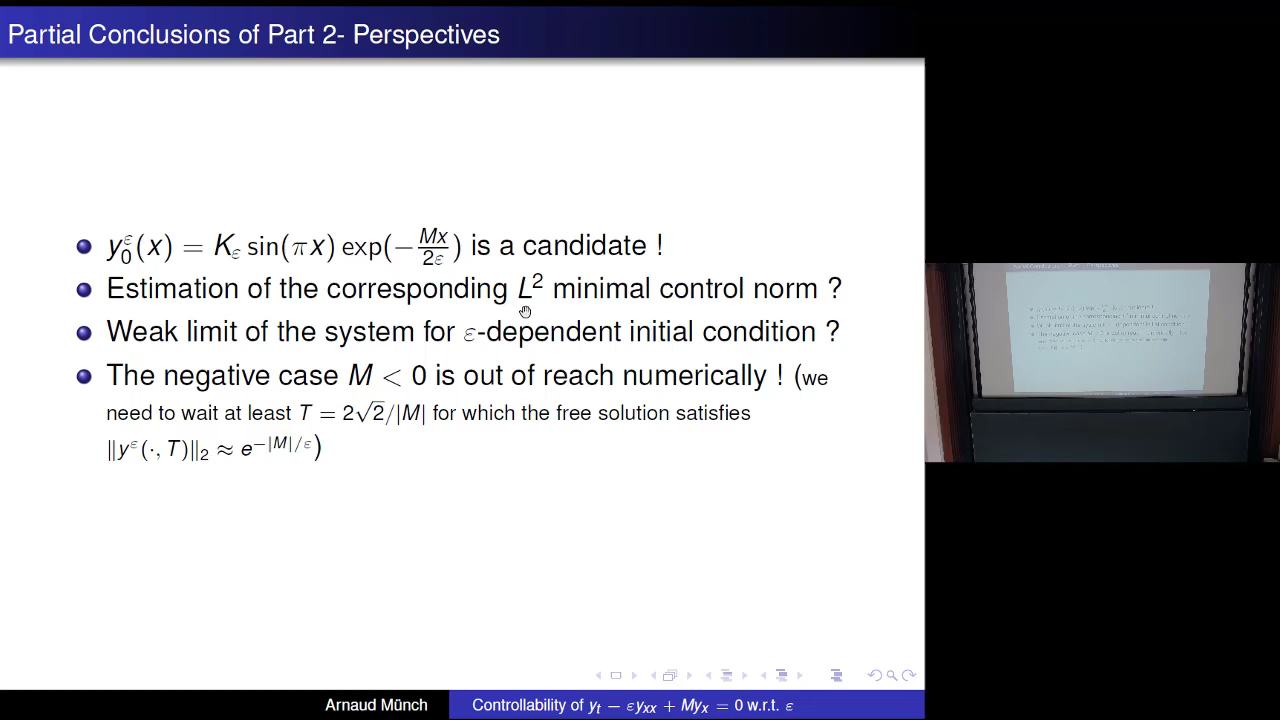 Partial Conclusions of Part 2- Perspectives
y₀^ε(x) = K_ε sin(πx) exp(−Mx/2ε) is a candidate !
Estimation of the corresponding L² minimal control norm ?
Weak limit of the system for ε-dependent initial condition ?
The negative case M < 0 is out of reach numerically ! (we
need to wait at least T = 2√2/|M| for which the free solution satisfies
‖y^ε(·, T)‖₂ ≈ e^{−|M|/ε})
Arnaud Münch
Controllability of y_t − εy_xx + My_x = 0 w.r.t. ε